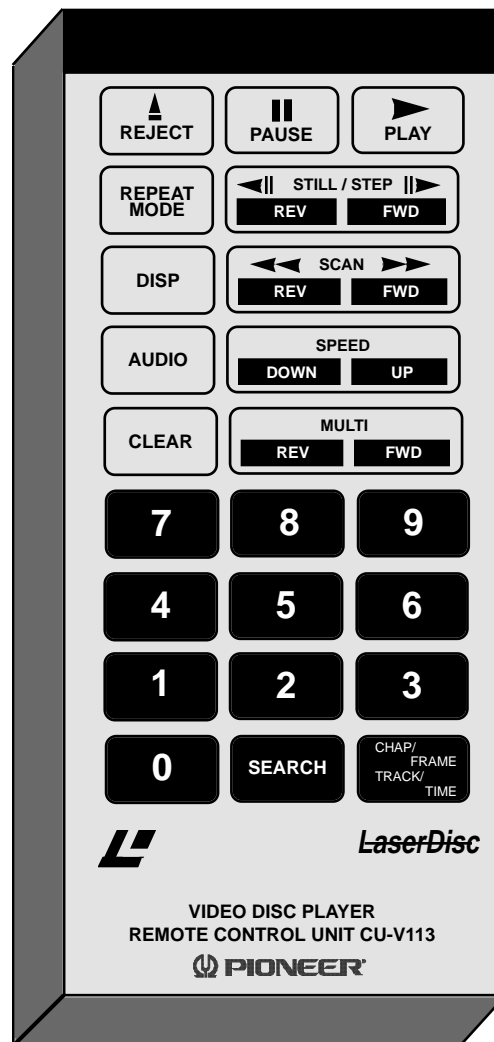 REJECT PAUSE PLAY
REPEAT
MODE
STILL / STEP
REV FWD
DISP
SCAN
REV FWD
AUDIO
SPEED
DOWN UP
CLEAR
MULTI
REV FWD
7 8 9
4 5 6
1 2 3
0 SEARCH
CHAP/
FRAME
TRACK/
TIME
LaserDisc
VIDEO DISC PLAYER
REMOTE CONTROL UNIT CU-V113
PIONEER